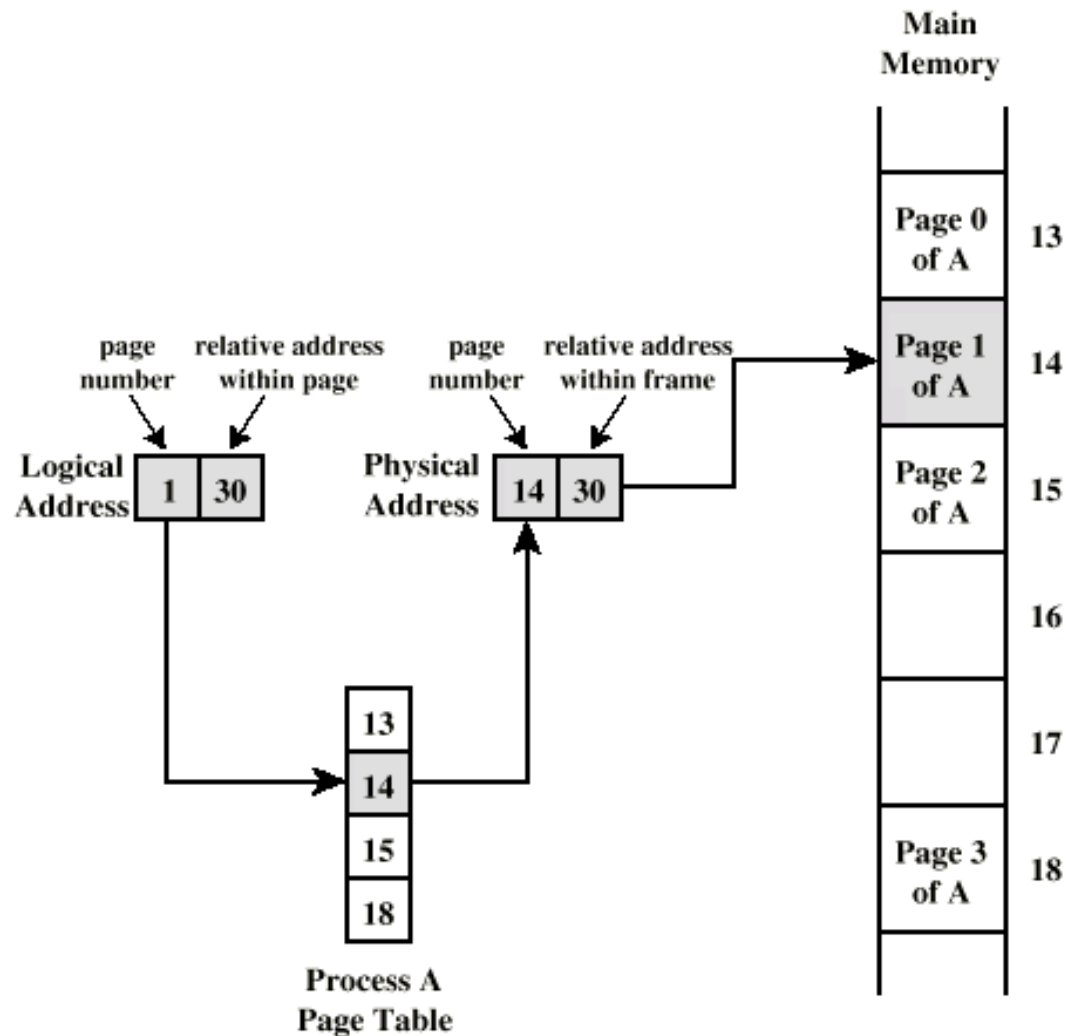 Main
Memory
Page 0
of A
13
page
number
relative address
within page
page
number
relative address
within frame
Page 1
of A
14
Logical
Address
1
30
Physical
Address
14
30
Page 2
of A
15
16
13
14
15
18
17
Page 3
of A
18
Process A
Page Table